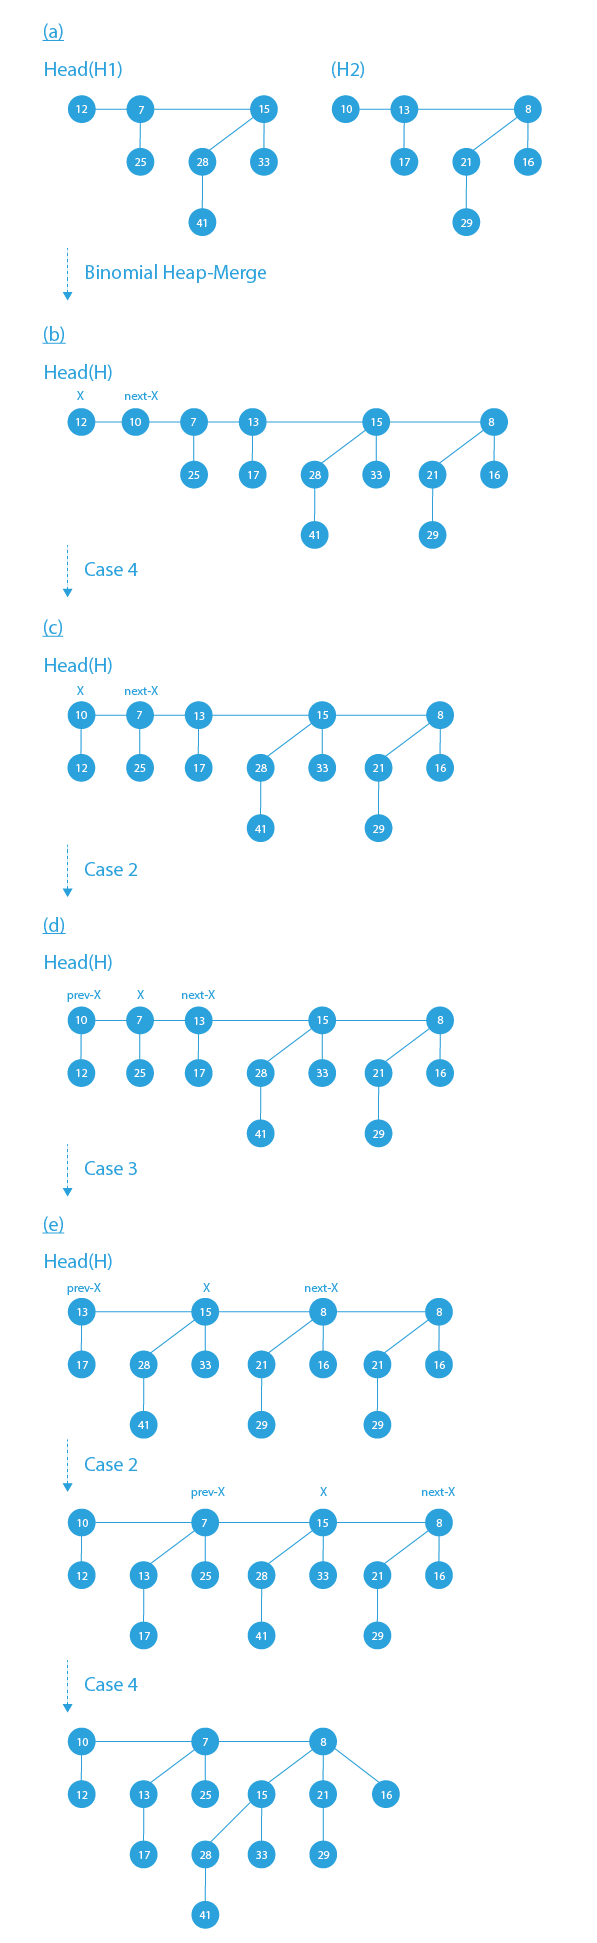 (a)
Head(H1) (H2)
12 7 15 10 13 8
25 28 33 17 21 16
41 29
Binomial Heap-Merge
(b)
Head(H)
X next-X
12 10 7 13 15 8
25 17 28 33 21 16
41 29
Case 4
(c)
Head(H)
X next-X
10 7 13 15 8
12 25 17 28 33 21 16
41 29
Case 2
(d)
Head(H)
prev-X X next-X
10 7 13 15 8
12 25 17 28 33 21 16
41 29
Case 3
(e)
Head(H)
prev-X X next-X
13 15 8 8
17 28 33 21 16 21 16
41 29 29
Case 2
prev-X X next-X
10 7 15 8
12 13 25 28 33 21 16
17 41 29
Case 4
10 7 8
12 13 25 15 21 16
17 28 33 29
41